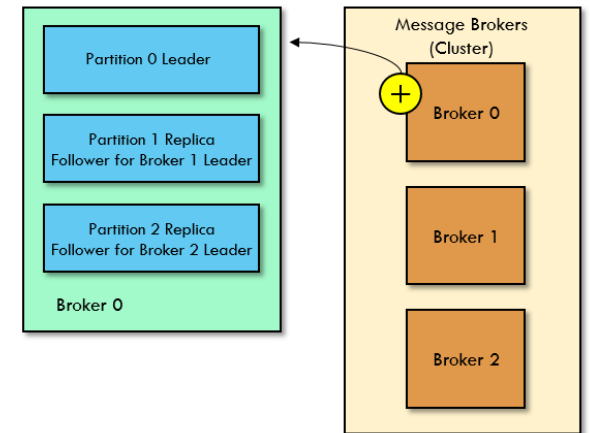 Partition 0 Leader
Partition 1 Replica
Follower for Broker 1 Leader
Partition 2 Replica
Follower for Broker 2 Leader
Broker 0
Message Brokers
(Cluster)
+
Broker 0
Broker 1
Broker 2